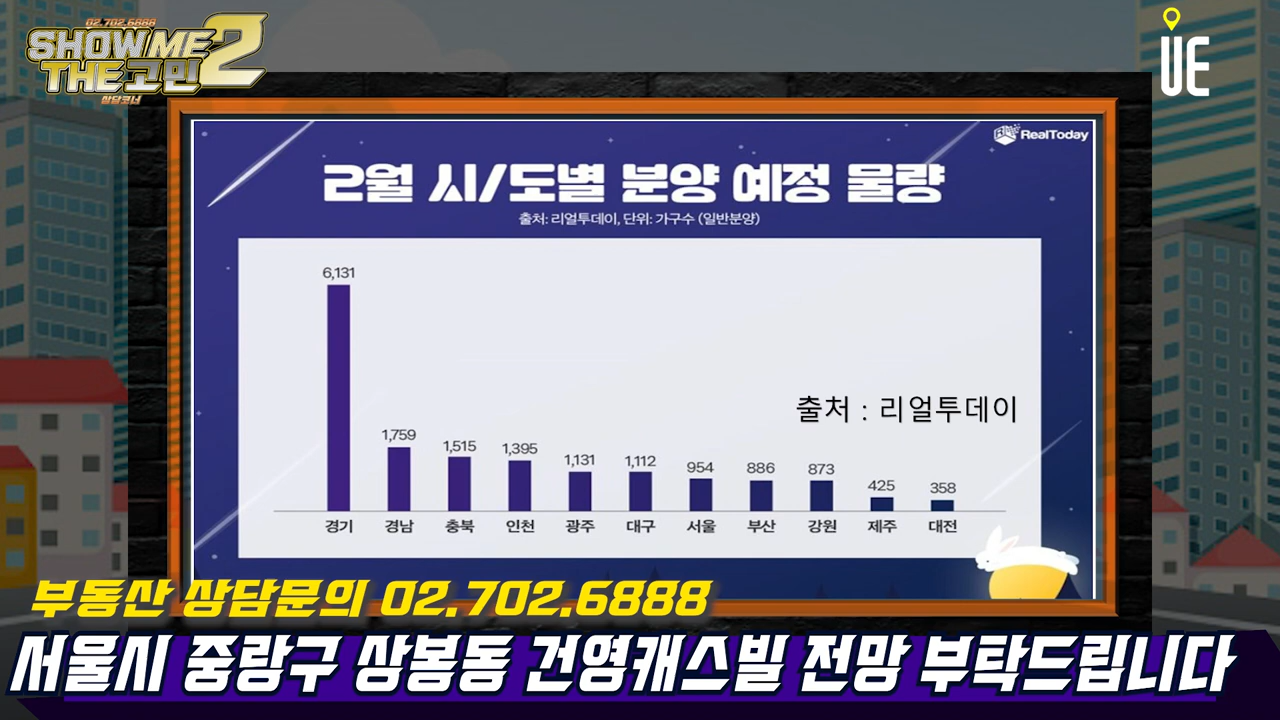 02.702.6888
SHOW ME
THE 고민 2
상담코너
UE
RealToday
2월 시/도별 분양 예정 물량
출처: 리얼투데이, 단위: 가구수 (일반분양)
6,131
1,759
1,515
1,395
1,131
1,112
954
886
873
425
358
출처 : 리얼투데이
경기 경남 충북 인천 광주 대구 서울 부산 강원 제주 대전
부동산 상담문의 02.702.6888
서울시 중랑구 상봉동 건영캐스빌 전망 부탁드립니다